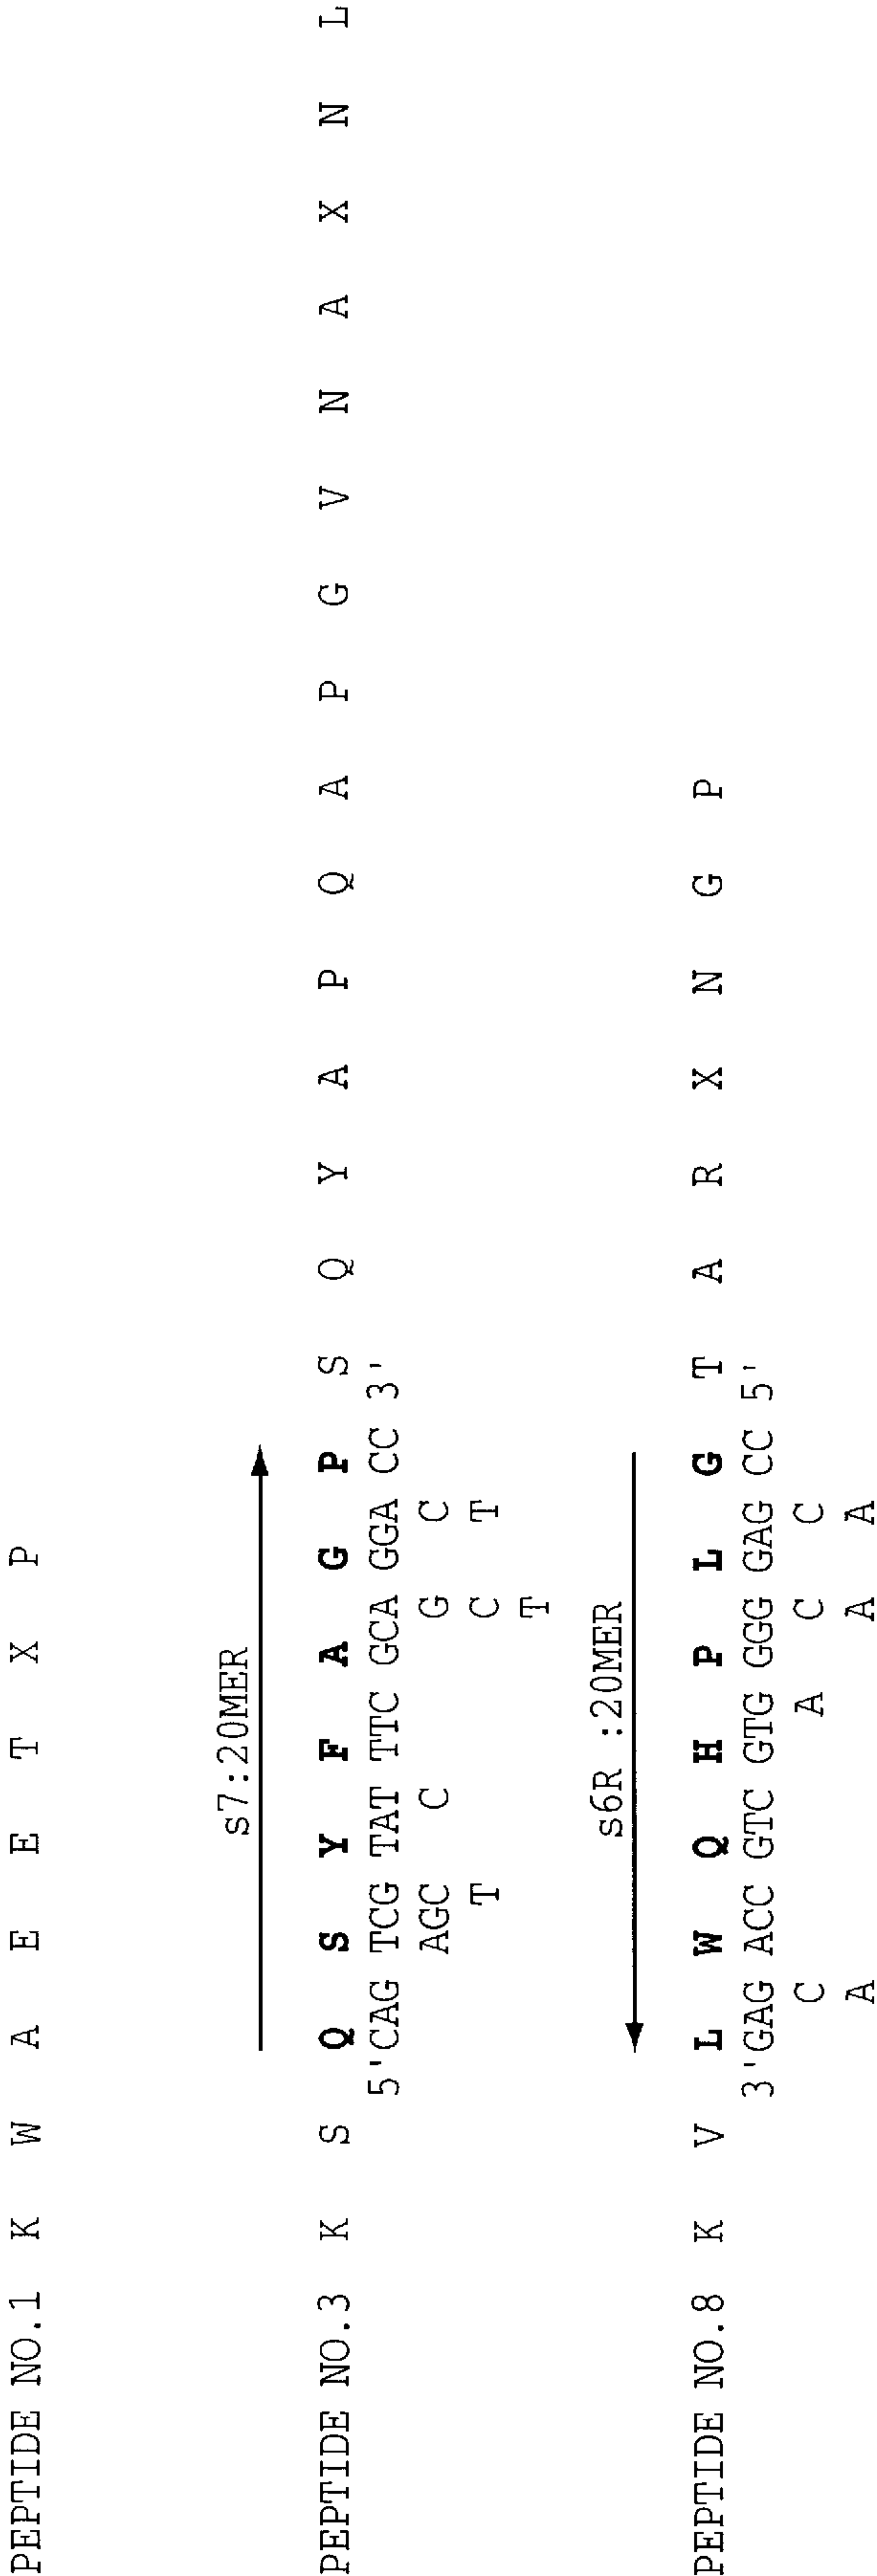 PEPTIDE NO.1 K W A E E T X P
s7:20MER
PEPTIDE NO.3 K S Q S Y F A G P S Q Y A P Q A P G V N A X N L
5'CAG TCG TAT TTC GCA GGA CC 3'
AGC C G C
T C T
T
s6R :20MER
PEPTIDE NO.8 K V L W Q H P L G T A R X N G P
3'GAG ACC GTC GTG GGG GAG CC 5'
C A C C
A A A